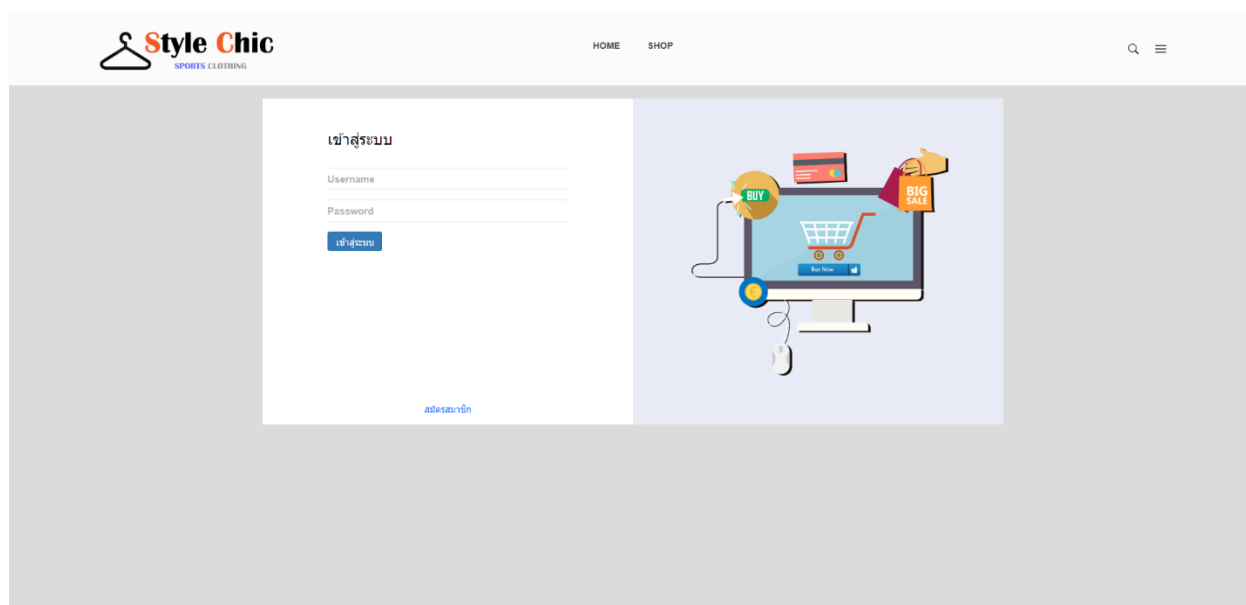 Style Chic
SPORTS CLOTHING
HOME SHOP
เข้าสู่ระบบ
Username
Password
เข้าสู่ระบบ
สมัครสมาชิก
BUY
BIG
SALE
Buy Now